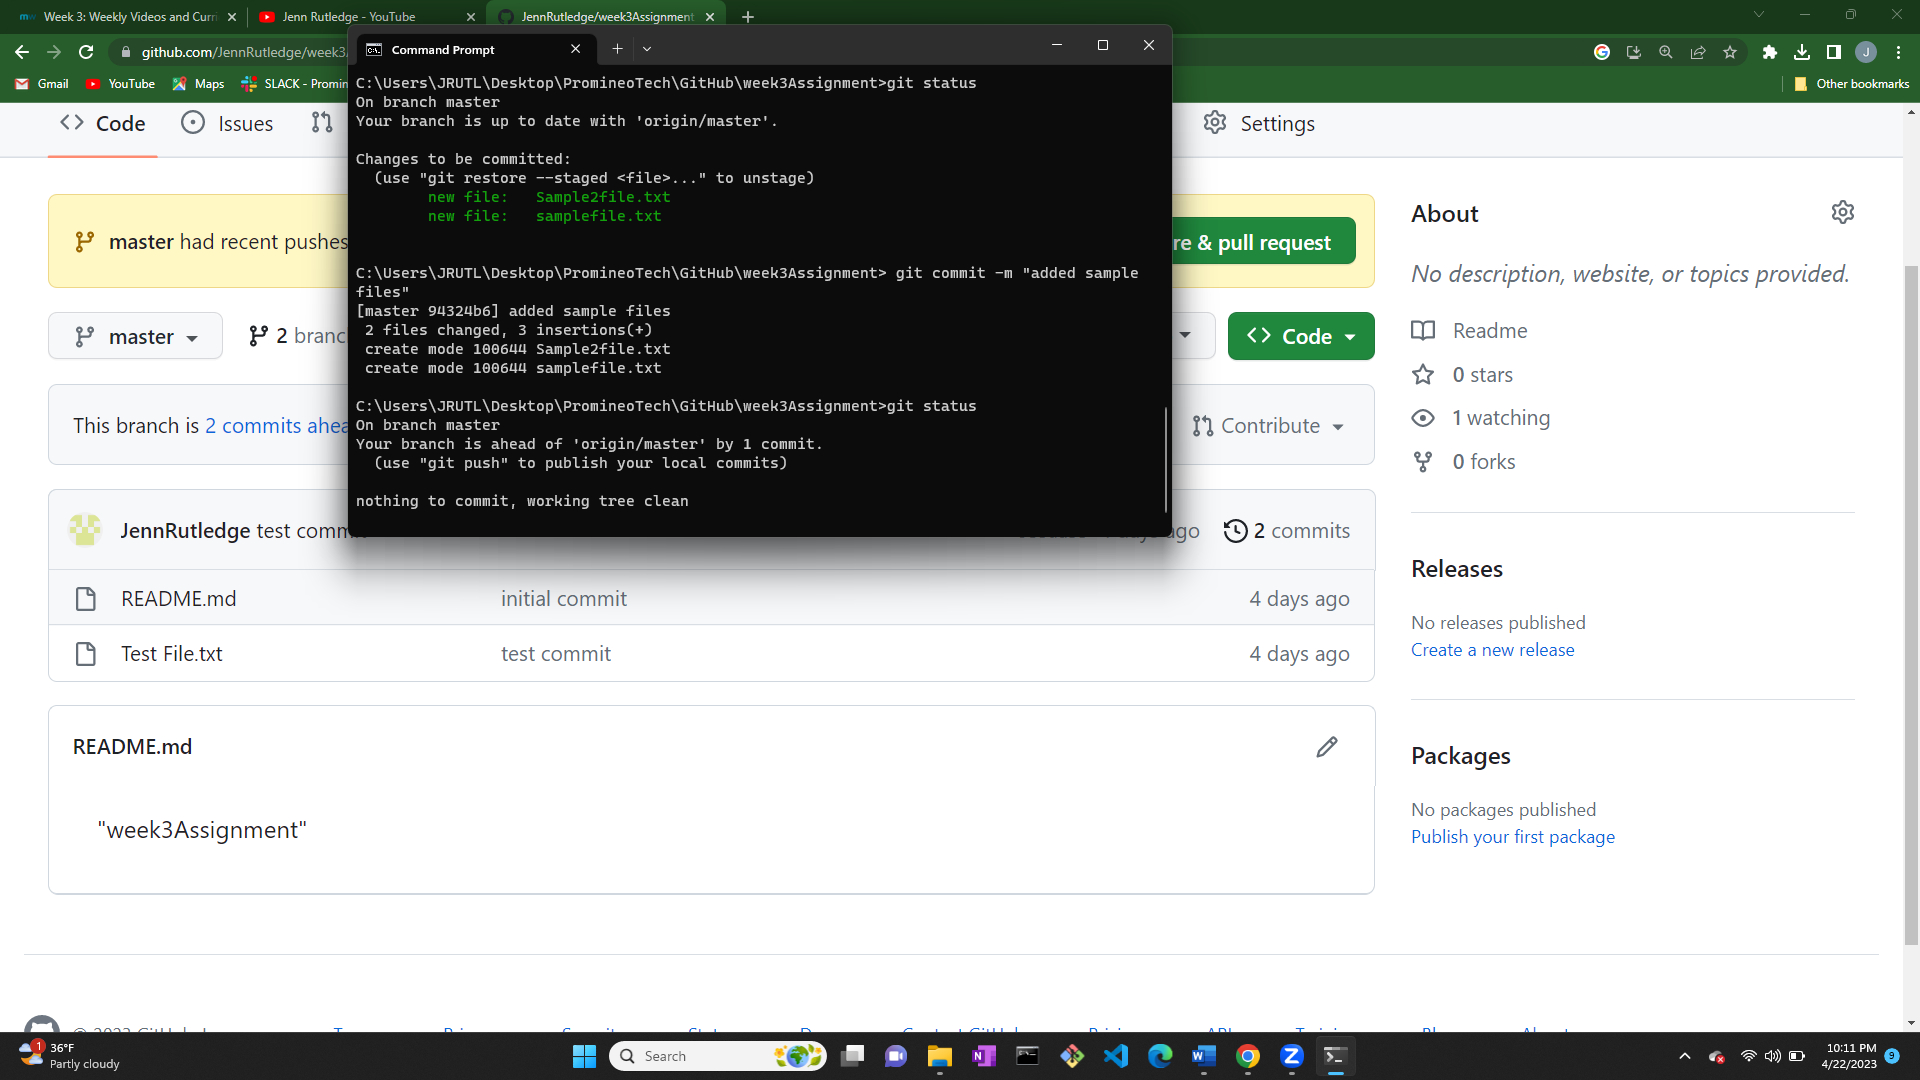 Week 3: Weekly Videos and Curri
Jenn Rutledge - YouTube
JennRutledge/week3Assignment
github.com/JennRutledge/week3
J
Gmail
YouTube
Maps
SLACK - Promin
Other bookmarks
Command Prompt
C:\Users\JRUTL\Desktop\PromineoTech\GitHub\week3Assignment>git status
On branch master
Your branch is up to date with 'origin/master'.
Changes to be committed:
(use "git restore --staged <file>..." to unstage)
new file: Sample2file.txt
new file: samplefile.txt
C:\Users\JRUTL\Desktop\PromineoTech\GitHub\week3Assignment> git commit -m "added sample
files"
[master 94324b6] added sample files
2 files changed, 3 insertions(+)
create mode 100644 Sample2file.txt
create mode 100644 samplefile.txt
C:\Users\JRUTL\Desktop\PromineoTech\GitHub\week3Assignment>git status
On branch master
Your branch is ahead of 'origin/master' by 1 commit.
(use "git push" to publish your local commits)
nothing to commit, working tree clean
Code
Issues
Settings
master had recent pushes
re & pull request
master
2 branc
Code
This branch is 2 commits ahea
Contribute
JennRutledge test comm
ago
2 commits
README.md
initial commit
4 days ago
Test File.txt
test commit
4 days ago
README.md
"week3Assignment"
About
No description, website, or topics provided.
Readme
0 stars
1 watching
0 forks
Releases
No releases published
Create a new release
Packages
No packages published
Publish your first package
© 2023 GitHub, I
Contact GitHub
API
1
36°F
Partly cloudy
Search
10:11 PM
4/22/2023
9